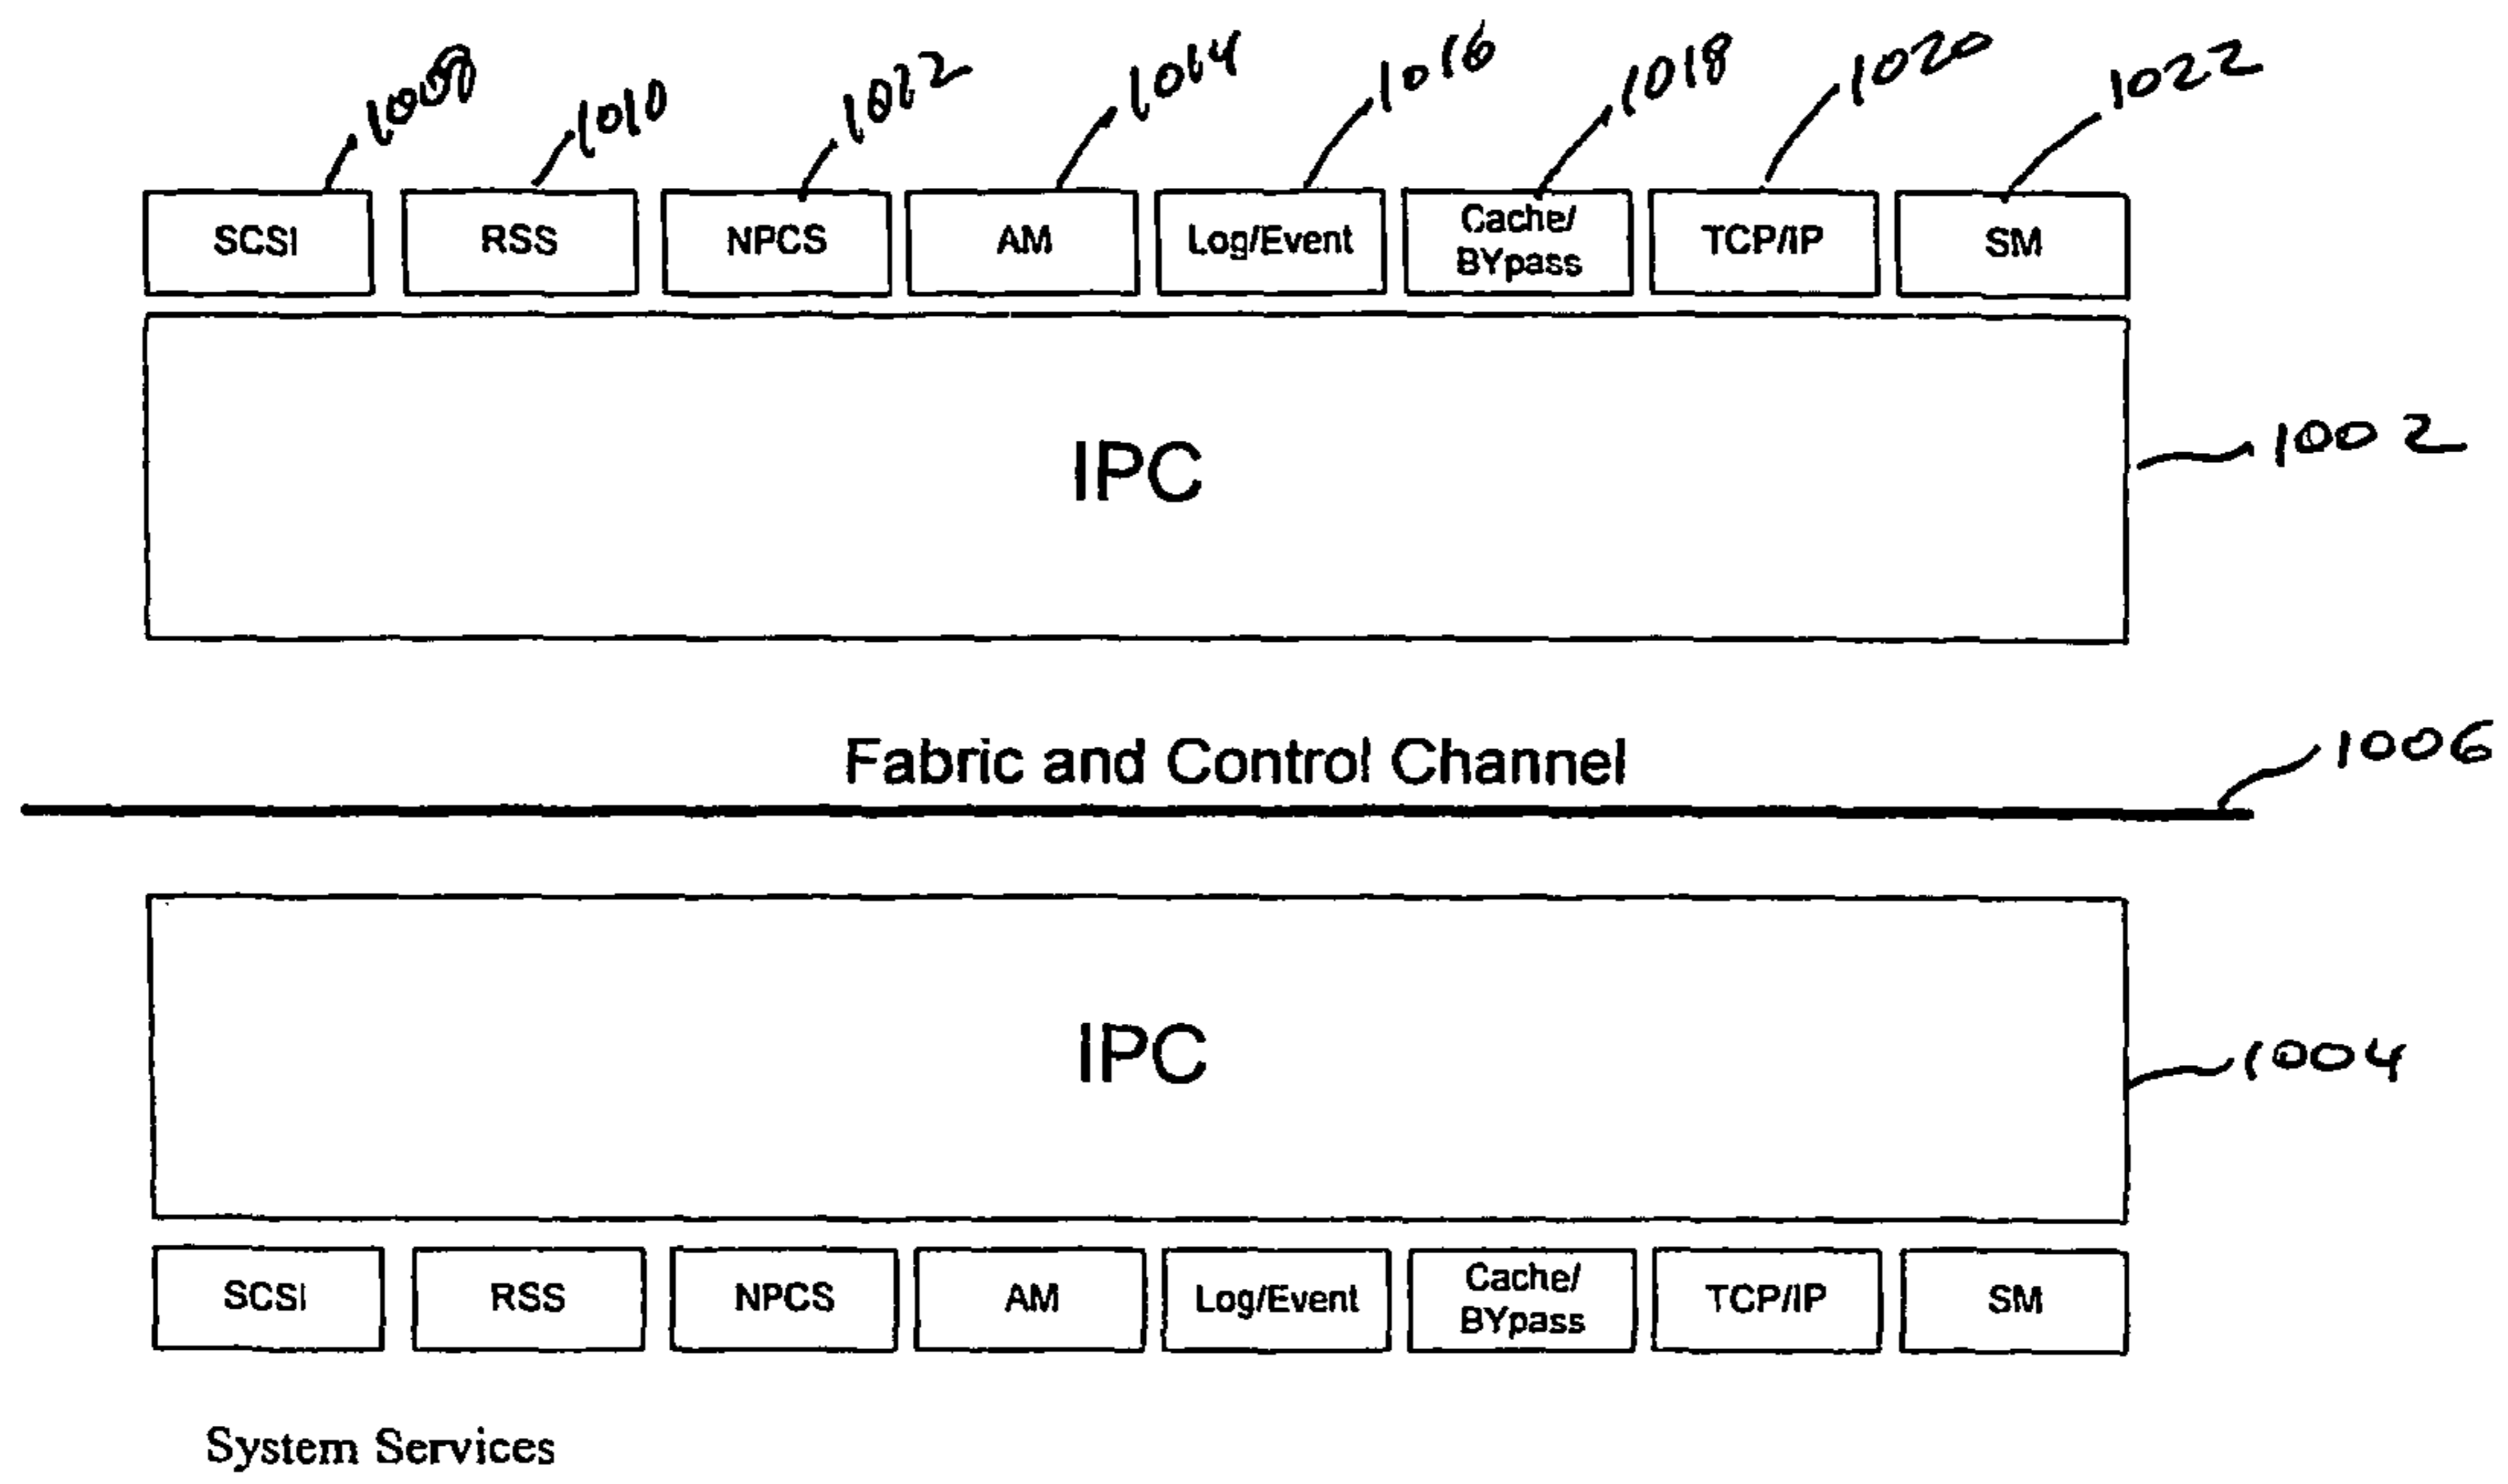 1008 1010 1022 1014 1016 1018 1020 1022
SCSI RSS NPCS AM Log/Event Cache/ BYpass TCP/IP SM
IPC 1002
Fabric and Control Channel 1006
IPC 1004
SCSI RSS NPCS AM Log/Event Cache/ BYpass TCP/IP SM
System Services